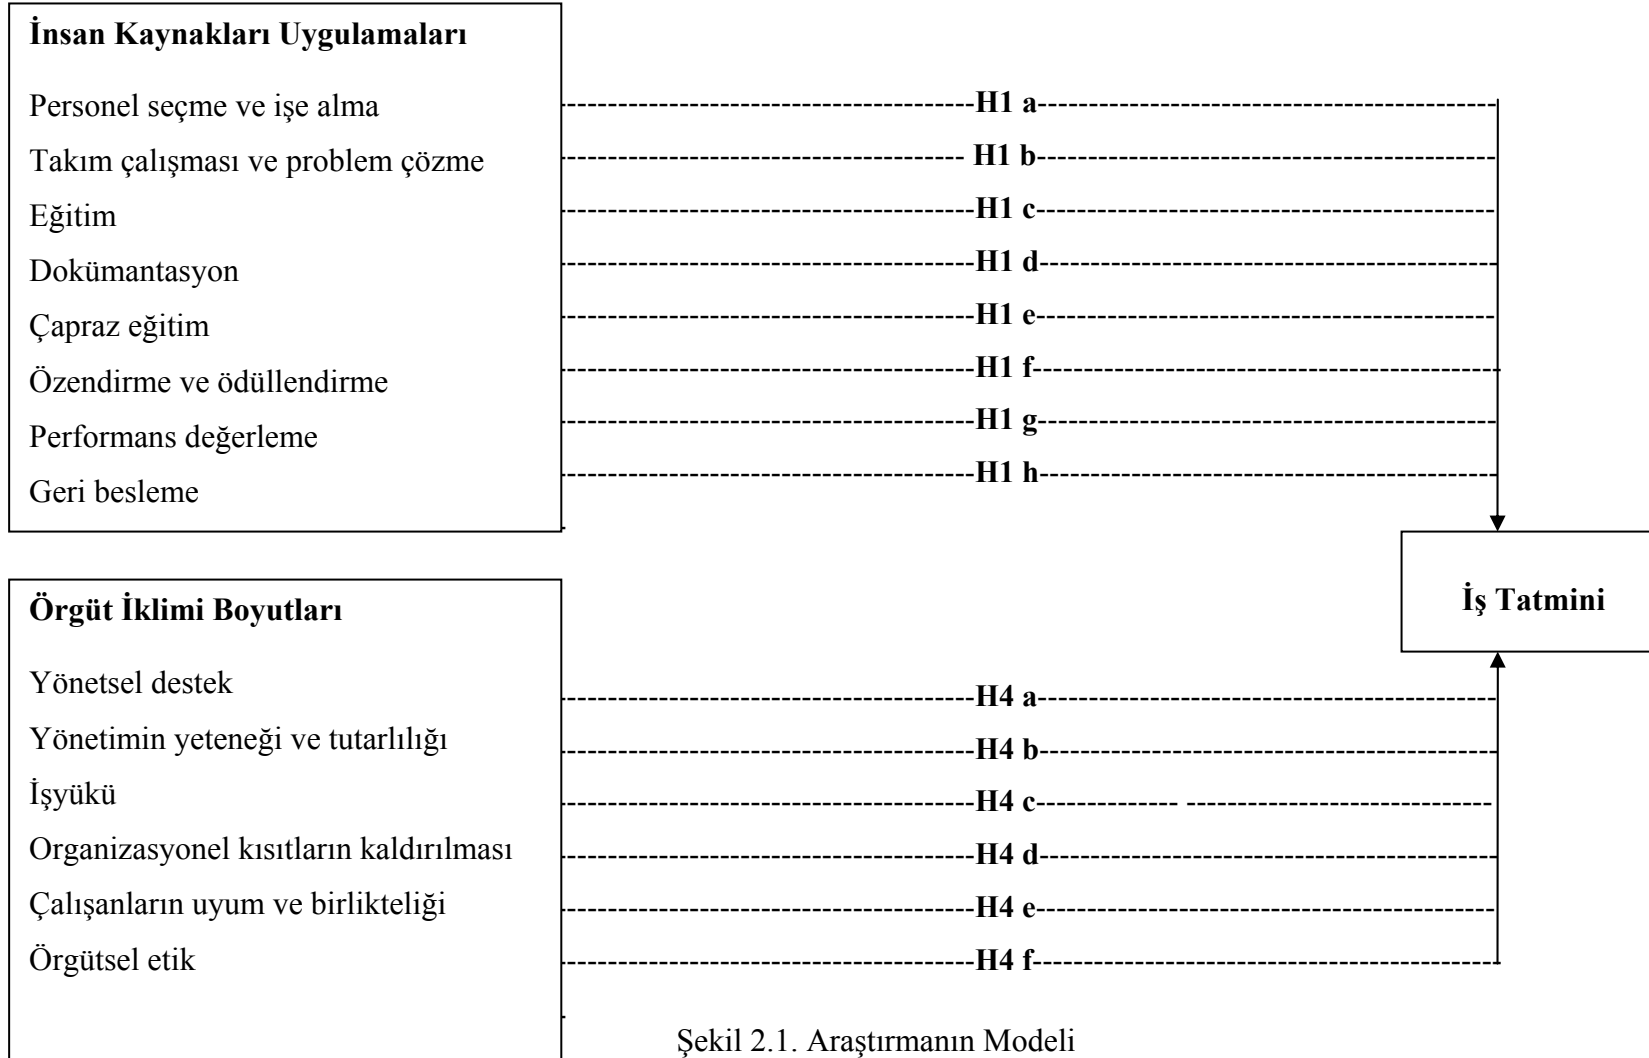 İnsan Kaynakları Uygulamaları
Personel seçme ve işe alma
Takım çalışması ve problem çözme
Eğitim
Dokümantasyon
Çapraz eğitim
Özendirme ve ödüllendirme
Performans değerleme
Geri besleme
H1 a
H1 b
H1 c
H1 d
H1 e
H1 f
H1 g
H1 h
İş Tatmini
Örgüt İklimi Boyutları
Yönetsel destek
Yönetimin yeteneği ve tutarlılığı
İşyükü
Organizasyonel kısıtların kaldırılması
Çalışanların uyum ve birlikteliği
Örgütsel etik
H4 a
H4 b
H4 c
H4 d
H4 e
H4 f
Şekil 2.1. Araştırmanın Modeli